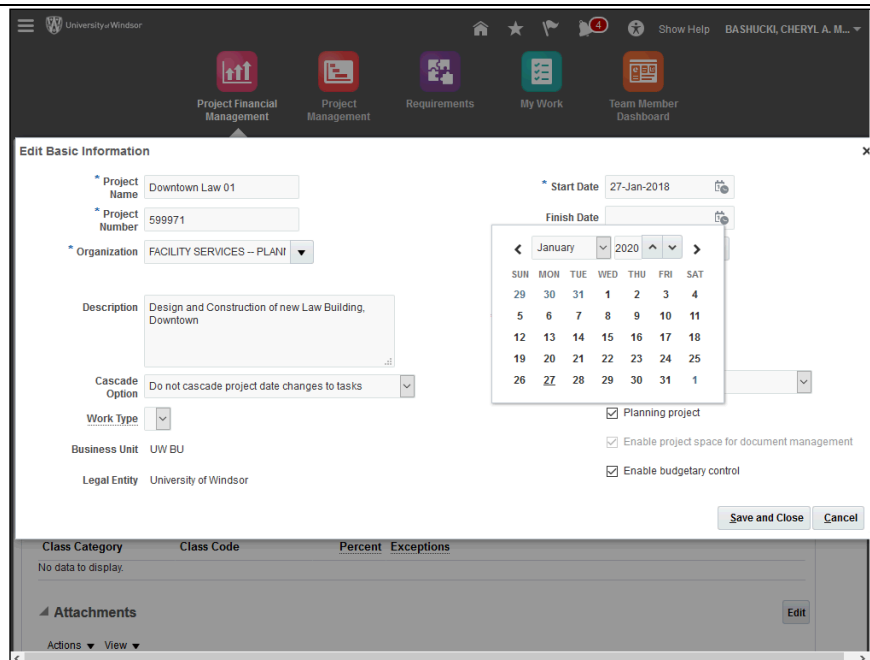 University of Windsor
4
Show Help BASHUCKI, CHERYL A. M...
Project Financial Management
Project Management
Requirements
My Work
Team Member Dashboard
Edit Basic Information
* Project Name Downtown Law 01
* Project Number 599971
* Organization FACILITY SERVICES -- PLAN
Description Design and Construction of new Law Building,
Downtown
Cascade Option Do not cascade project date changes to tasks
Work Type
Business Unit UW BU
Legal Entity University of Windsor
* Start Date 27-Jan-2018
Finish Date
January 2020
SUN MON TUE WED THU FRI SAT
29 30 31 1 2 3 4
5 6 7 8 9 10 11
12 13 14 15 16 17 18
19 20 21 22 23 24 25
26 27 28 29 30 31 1
Planning project
Enable project space for document management
Enable budgetary control
Save and Close Cancel
Class Category Class Code Percent Exceptions
No data to display.
Attachments Edit
Actions View